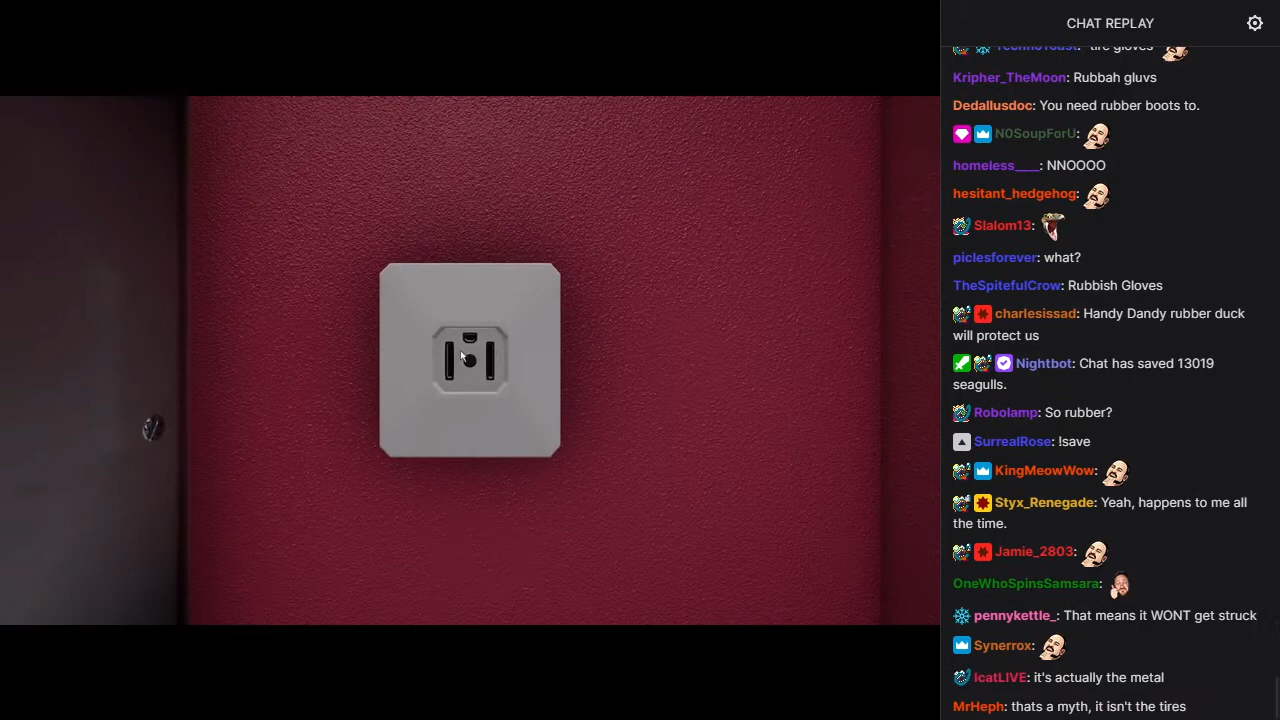 CHAT REPLAY
TechnoToast: *tire gloves*
Kripher_TheMoon: Rubbah gluvs
Dedallusdoc: You need rubber boots to.
N0SoupForU:
homeless____: NNOOOO
hesitant_hedgehog:
Slalom13:
piclesforever: what?
TheSpitefulCrow: Rubbish Gloves
charlesissad: Handy Dandy rubber duck
will protect us
Nightbot: Chat has saved 13019
seagulls.
Robolamp: So rubber?
SurrealRose: !save
KingMeowWow:
Styx_Renegade: Yeah, happens to me all
the time.
Jamie_2803:
OneWhoSpinsSamsara:
pennykettle_: That means it WONT get struck
Synerrox:
IcatLIVE: it's actually the metal
MrHeph: thats a myth, it isn't the tires